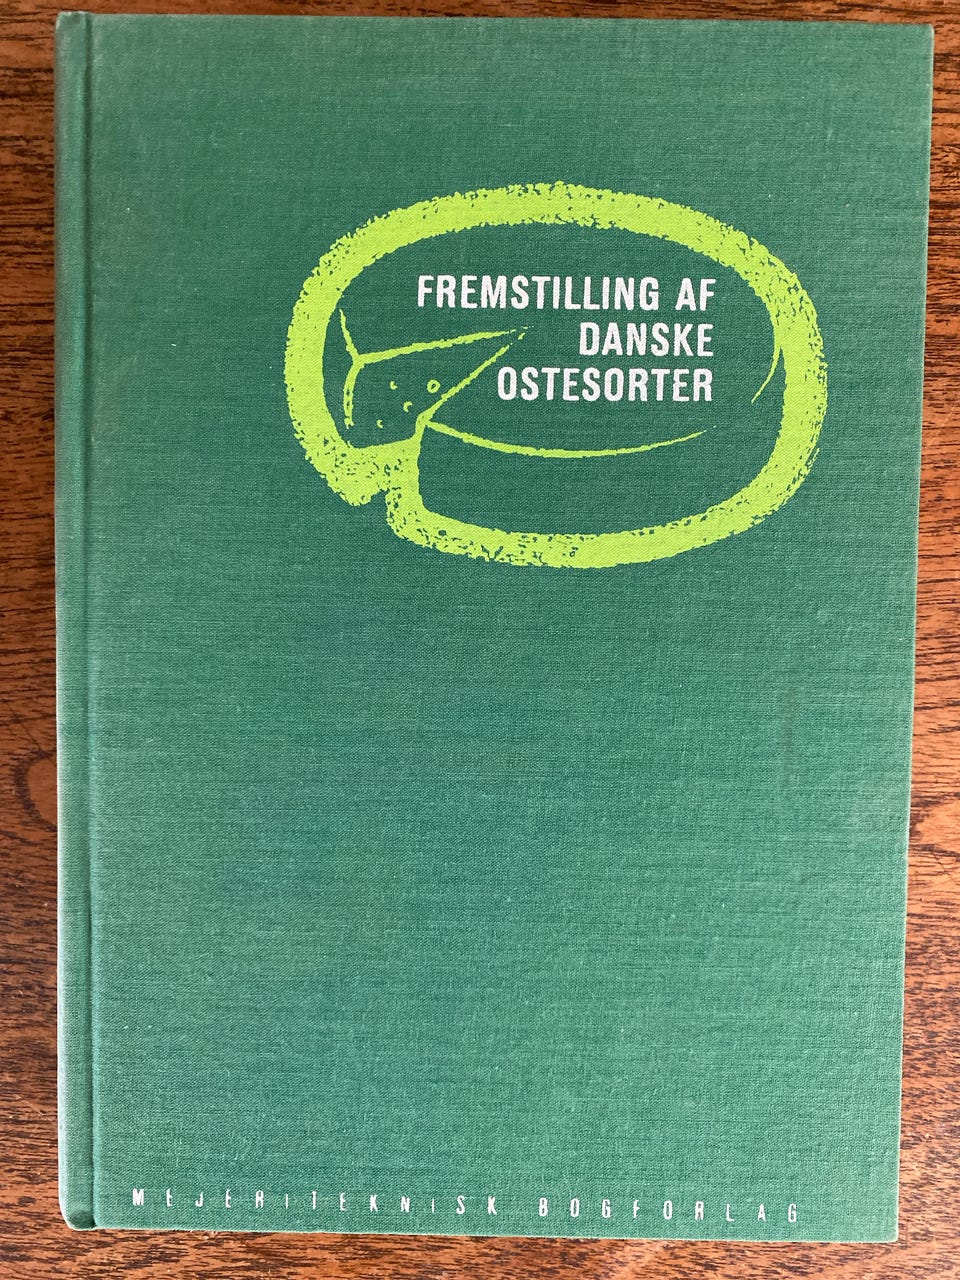 FREMSTILLING AF
DANSKE
OSTESORTER
MEJERITEKNISK BOGFORLAG